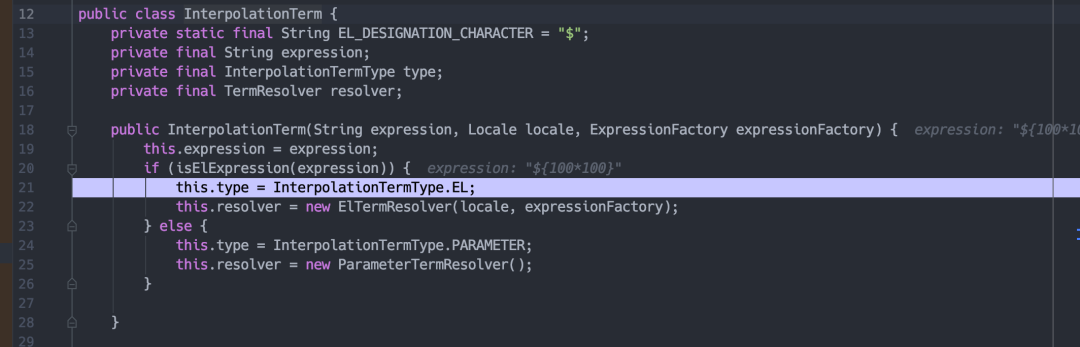 12 public class InterpolationTerm {
13 private static final String EL_DESIGNATION_CHARACTER = "$";
14 private final String expression;
15 private final InterpolationTermType type;
16 private final TermResolver resolver;
17
18 public InterpolationTerm(String expression, Locale locale, ExpressionFactory expressionFactory) { expression: "${100*10
19 this.expression = expression;
20 if (isElExpression(expression)) { expression: "${100*100}"
21 this.type = InterpolationTermType.EL;
22 this.resolver = new ElTermResolver(locale, expressionFactory);
23 } else {
24 this.type = InterpolationTermType.PARAMETER;
25 this.resolver = new ParameterTermResolver();
26 }
27
28 }
29